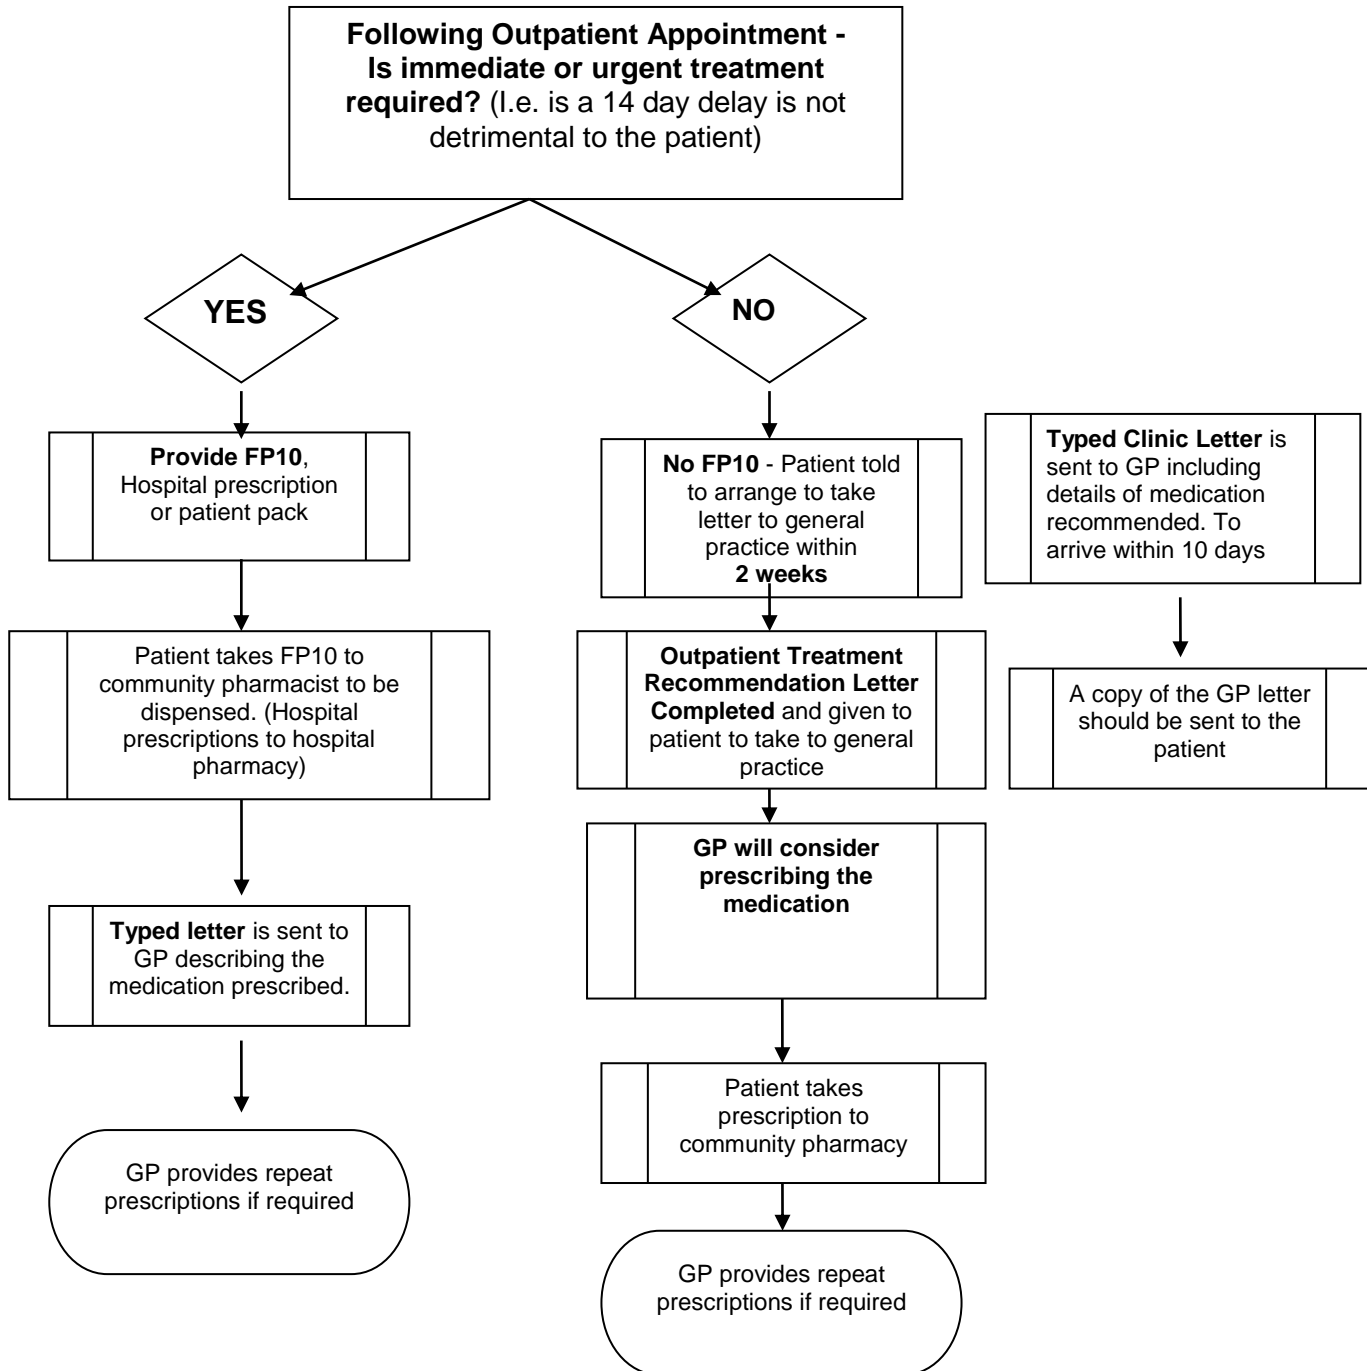 Following Outpatient Appointment -
Is immediate or urgent treatment
required? (I.e. is a 14 day delay is not
detrimental to the patient)
YES
NO
Provide FP10,
Hospital prescription
or patient pack
Patient takes FP10 to
community pharmacist to be
dispensed. (Hospital
prescriptions to hospital
pharmacy)
Typed letter is sent to
GP describing the
medication prescribed.
GP provides repeat
prescriptions if required
No FP10 - Patient told
to arrange to take
letter to general
practice within
2 weeks
Outpatient Treatment
Recommendation Letter
Completed and given to
patient to take to general
practice
GP will consider
prescribing the
medication
Patient takes
prescription to
community pharmacy
GP provides repeat
prescriptions if required
Typed Clinic Letter is
sent to GP including
details of medication
recommended. To
arrive within 10 days
A copy of the GP letter
should be sent to the
patient